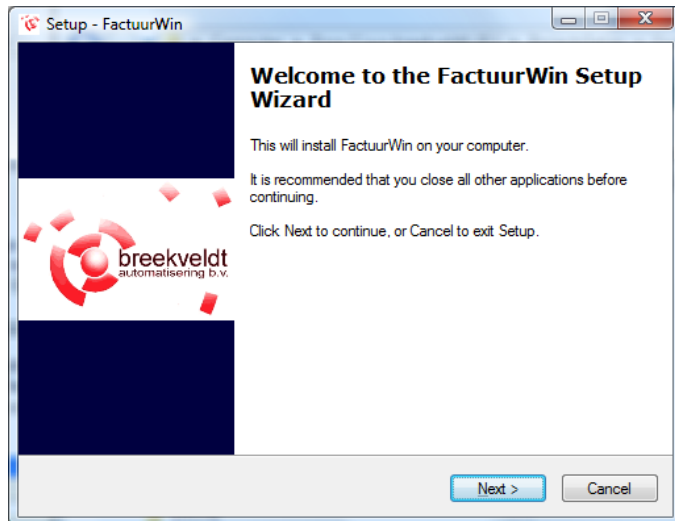 Setup - FactuurWin
Welcome to the FactuurWin Setup
Wizard
This will install FactuurWin on your computer.
It is recommended that you close all other applications before
continuing.
Click Next to continue, or Cancel to exit Setup.
breekveldt
automatisering b.v.
Next >
Cancel